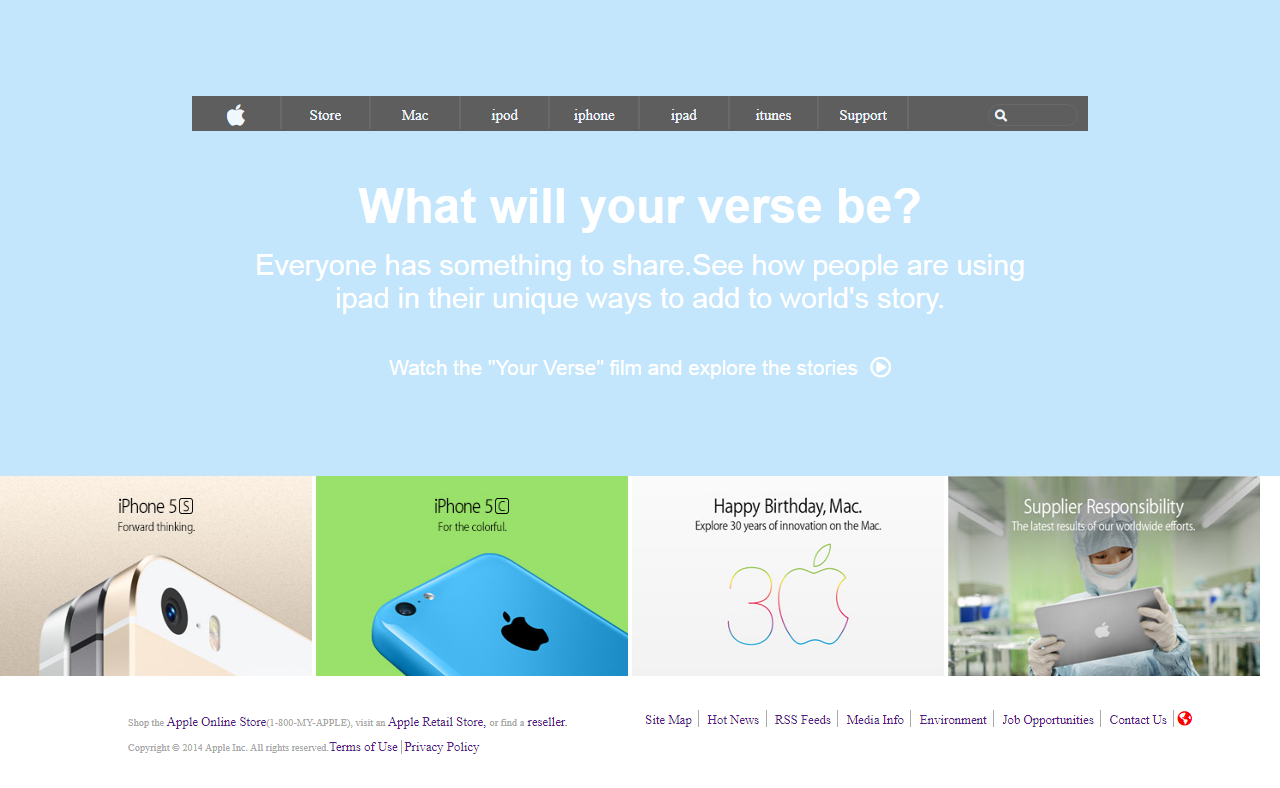 Store Mac ipod iphone ipad itunes Support
What will your verse be?
Everyone has something to share.See how people are using
ipad in their unique ways to add to world's story.
Watch the "Your Verse" film and explore the stories
iPhone 5S
Forward thinking.
iPhone 5C
For the colorful.
Happy Birthday, Mac.
Explore 30 years of innovation on the Mac.
30
Supplier Responsibility
The latest results of our worldwide efforts.
Shop the Apple Online Store(1-800-MY-APPLE), visit an Apple Retail Store, or find a reseller.
Site Map | Hot News | RSS Feeds | Media Info | Environment | Job Opportunities | Contact Us |
Copyright © 2014 Apple Inc. All rights reserved.Terms of Use |Privacy Policy